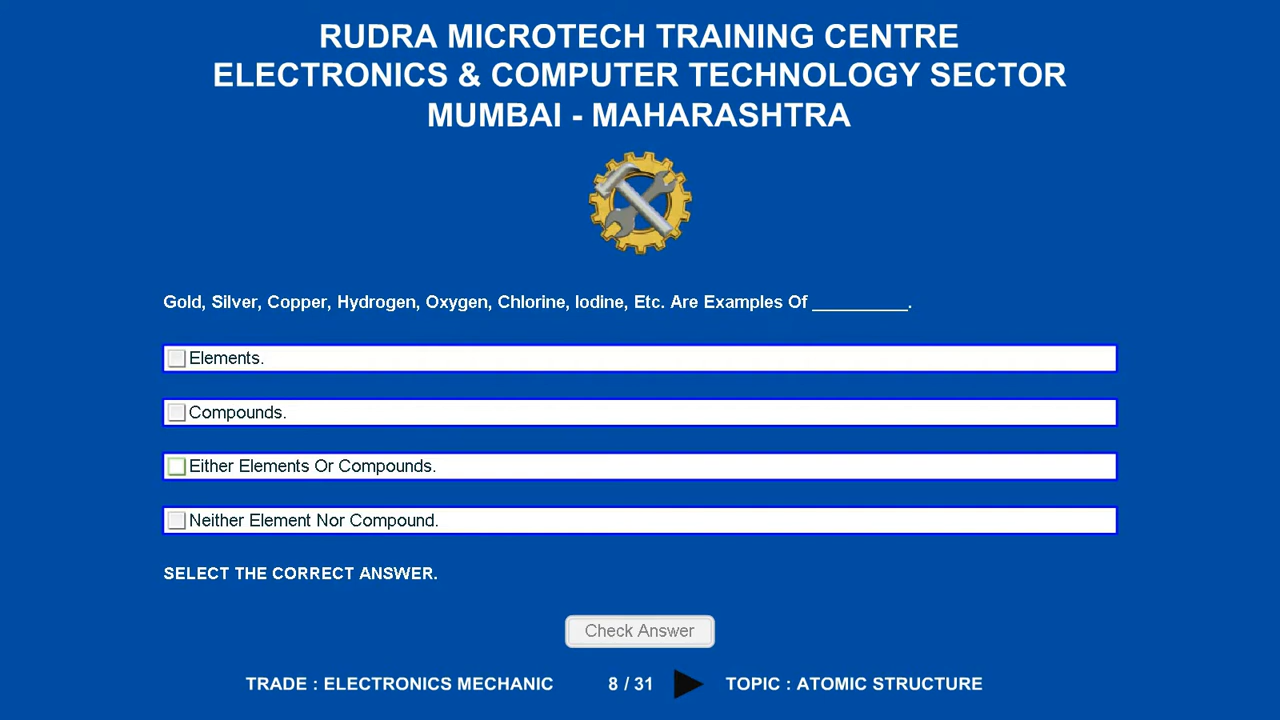 RUDRA MICROTECH TRAINING CENTRE
ELECTRONICS & COMPUTER TECHNOLOGY SECTOR
MUMBAI - MAHARASHTRA
Gold, Silver, Copper, Hydrogen, Oxygen, Chlorine, Iodine, Etc. Are Examples Of __________.
Elements.
Compounds.
Either Elements Or Compounds.
Neither Element Nor Compound.
SELECT THE CORRECT ANSWER.
Check Answer
TRADE : ELECTRONICS MECHANIC 8 / 31 TOPIC : ATOMIC STRUCTURE